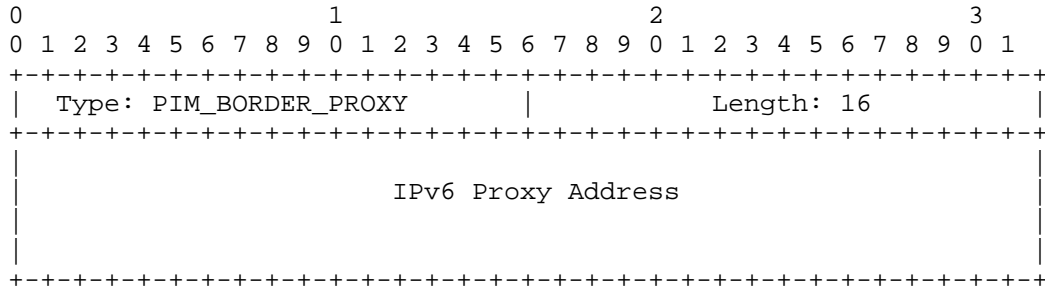 0                   1                   2                   3
0 1 2 3 4 5 6 7 8 9 0 1 2 3 4 5 6 7 8 9 0 1 2 3 4 5 6 7 8 9 0 1
+-+-+-+-+-+-+-+-+-+-+-+-+-+-+-+-+-+-+-+-+-+-+-+-+-+-+-+-+-+-+-+-+
|  Type: PIM_BORDER_PROXY       |           Length: 16          |
+-+-+-+-+-+-+-+-+-+-+-+-+-+-+-+-+-+-+-+-+-+-+-+-+-+-+-+-+-+-+-+-+
|                                                               |
|                       IPv6 Proxy Address                      |
|                                                               |
|                                                               |
+-+-+-+-+-+-+-+-+-+-+-+-+-+-+-+-+-+-+-+-+-+-+-+-+-+-+-+-+-+-+-+-+